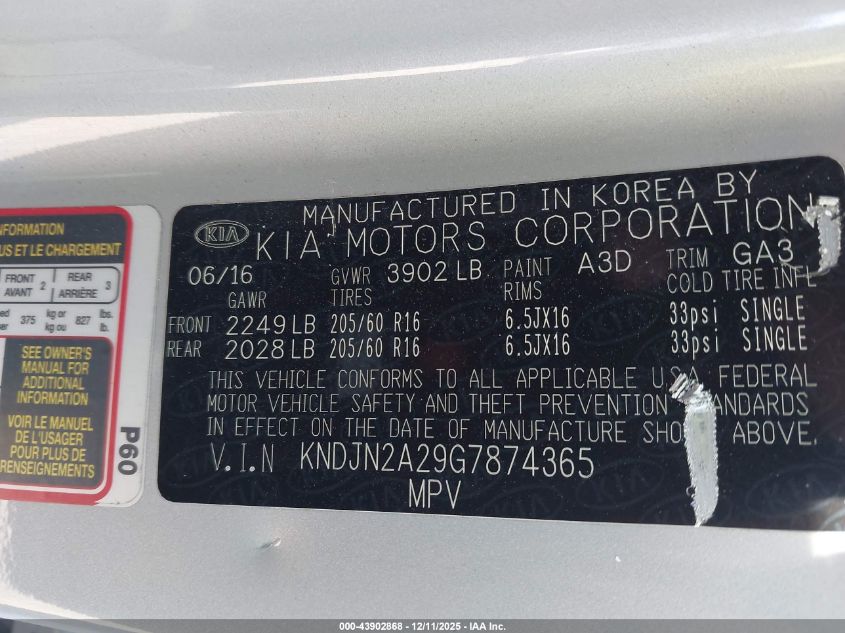 NFORMATION
US ET LE CHARGEMENT
FRONT AVANT 2 REAR ARRIÈRE 3
375 kg or 827 lbs.
kg ou lb.
SEE OWNER'S
MANUAL FOR
ADDITIONAL
INFORMATION
VOIR LE MANUEL
DE L'USAGER
POUR PLUS DE
RENSEIGNEMENTS
P60
MANUFACTURED IN KOREA BY
KIA KIA MOTORS CORPORATION
06/16 GVWR 3902 LB PAINT A3D TRIM GA3
GAWR TIRES RIMS COLD TIRE INFL
FRONT 2249 LB 205/60 R16 6.5JX16 33psi SINGLE
REAR 2028 LB 205/60 R16 6.5JX16 33psi SINGLE
THIS VEHICLE CONFORMS TO ALL APPLICABLE U.S.A. FEDERAL
MOTOR VEHICLE SAFETY AND THEFT PREVENTION TANDARDS
IN EFFECT ON THE DATE OF MANUFACTURE SHO ABOVE.
V.I.N KNDJN2A29G7874365
MPV
000-43902868 • 12/11/2025 • IAA Inc.